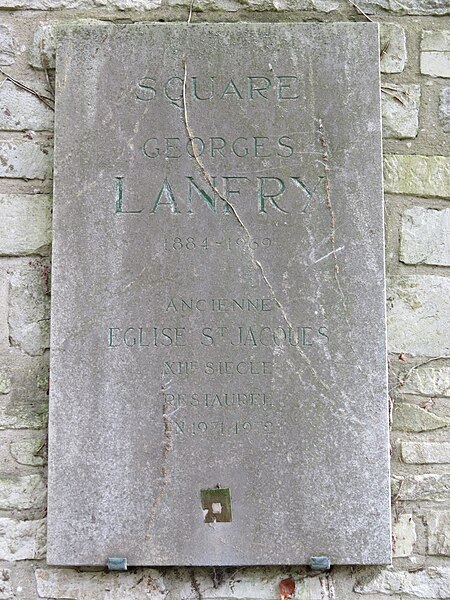 SQUARE
GEORGES
LANFRY
1884-1969
ANCIENNE
EGLISE ST JACQUES
XIIE SIECLE
RESTAUREE